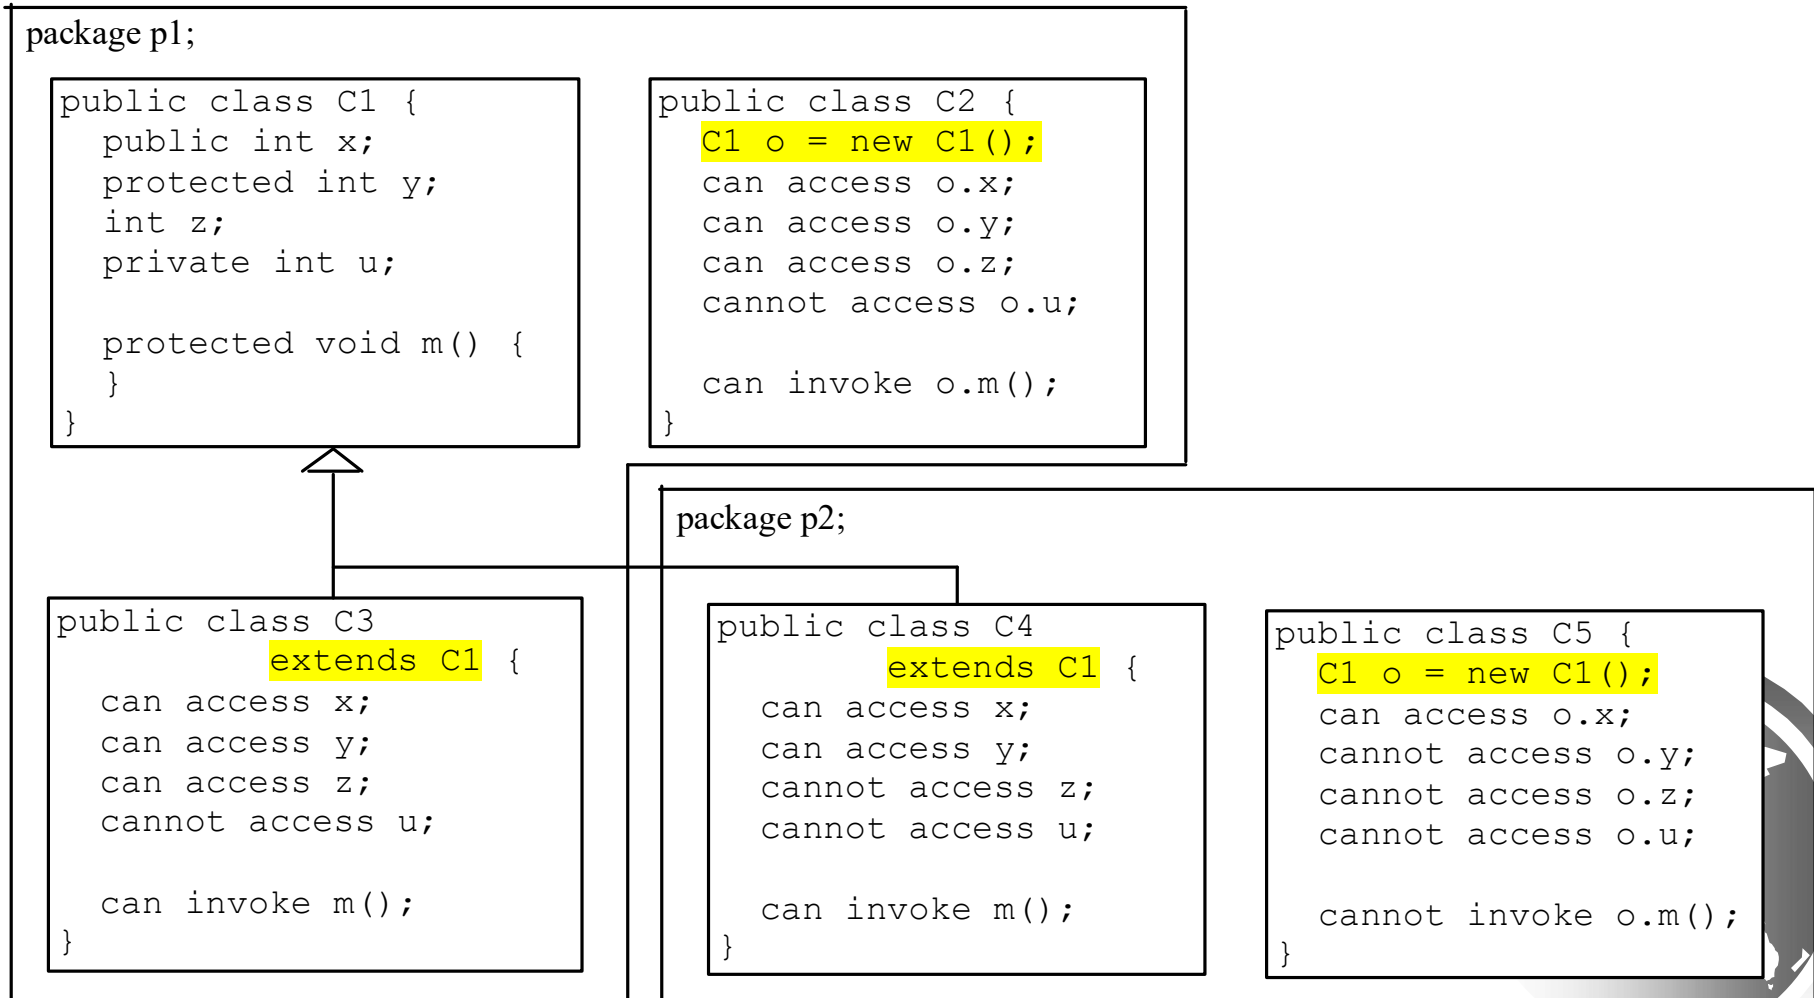 package p1;
public class C1 {
public int x;
protected int y;
int z;
private int u;
protected void m() {
}
}
public class C2 {
C1 o = new C1();
can access o.x;
can access o.y;
can access o.z;
cannot access o.u;
can invoke o.m();
}
public class C3
extends C1 {
can access x;
can access y;
can access z;
cannot access u;
can invoke m();
}
package p2;
public class C4
extends C1 {
can access x;
can access y;
cannot access z;
cannot access u;
can invoke m();
}
public class C5 {
C1 o = new C1();
can access o.x;
cannot access o.y;
cannot access o.z;
cannot access o.u;
cannot invoke o.m();
}